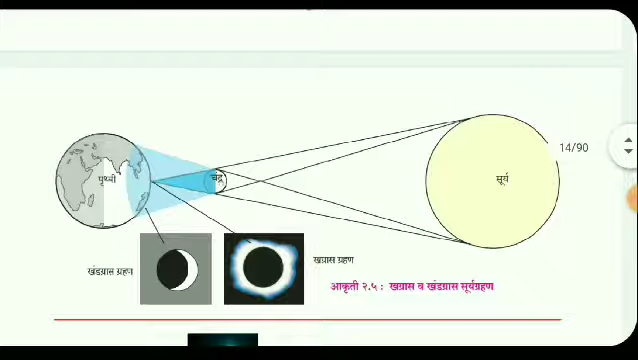 पृथ्वी
चंद्र
सूर्य
14/90
खंडग्रास ग्रहण
खग्रास ग्रहण
आकृती २.५ : खग्रास व खंडग्रास सूर्यग्रहण